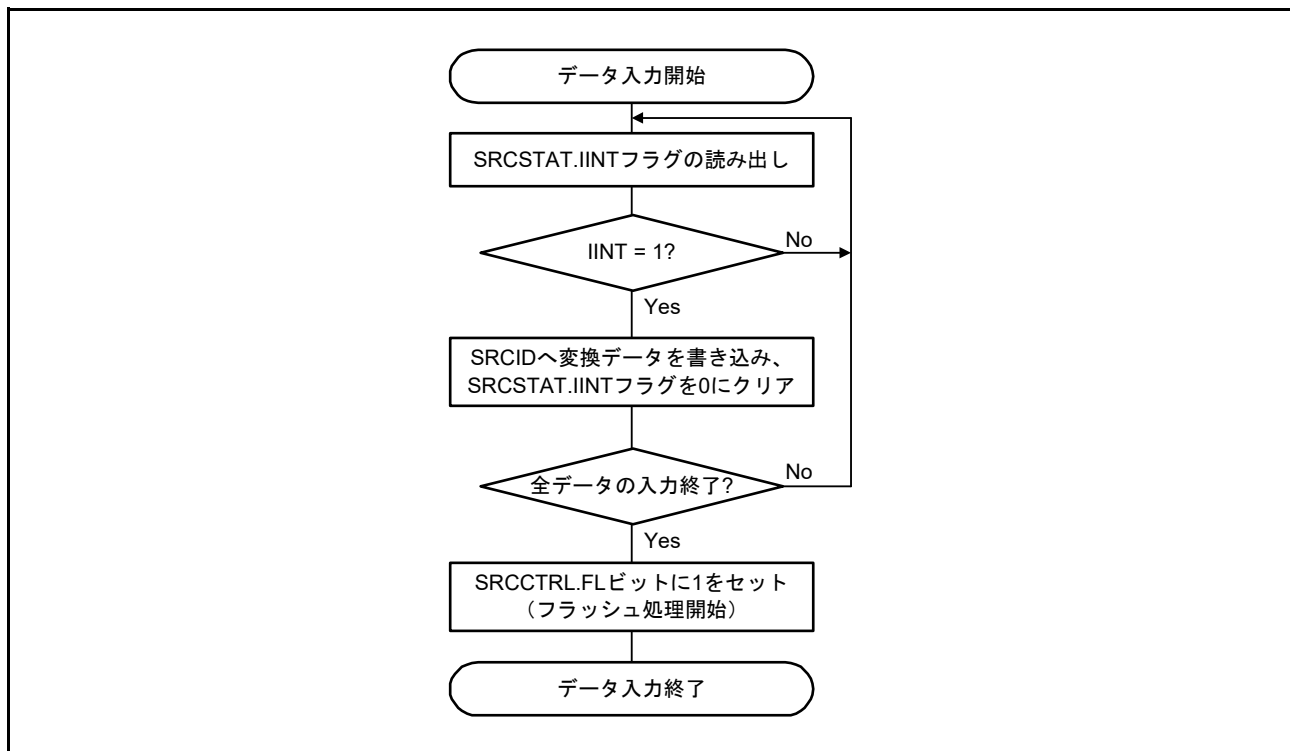 データ入力開始
SRCSTAT.IINTフラグの読み出し
IINT = 1?
No
Yes
SRCIDへ変換データを書き込み、
SRCSTAT.IINTフラグを0にクリア
全データの入力終了?
No
Yes
SRCCTRL.FLビットに1をセット
（フラッシュ処理開始）
データ入力終了